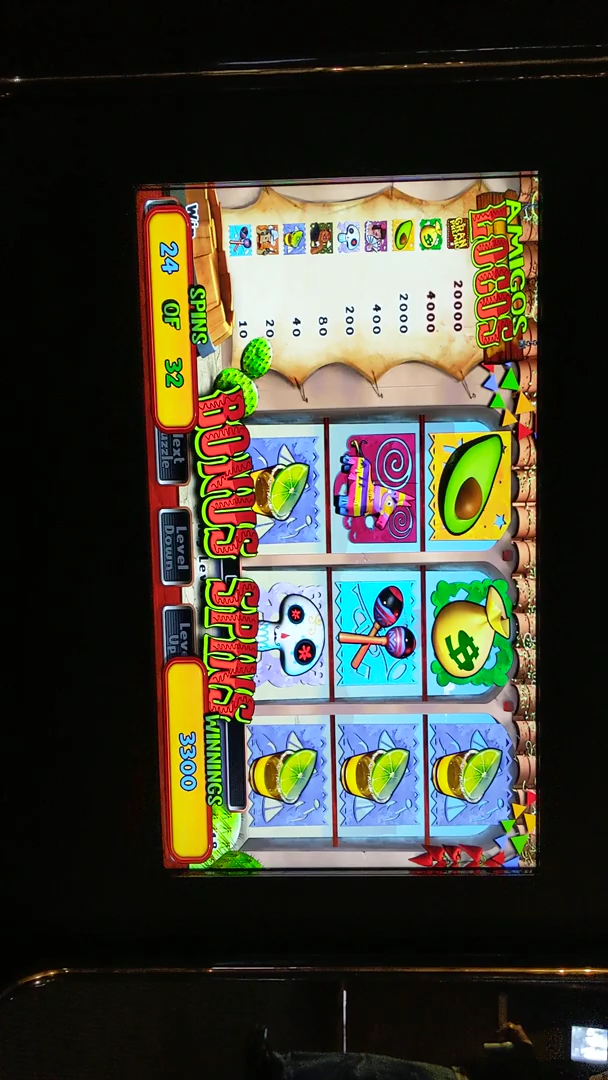 AMIGOS
LOCOS
GRAN
20000
4000
2000
400
200
80
40
20
10
$
BONUS SPINS
SPINS
24 OF 32
WINNINGS
3300
Level
Down
Up